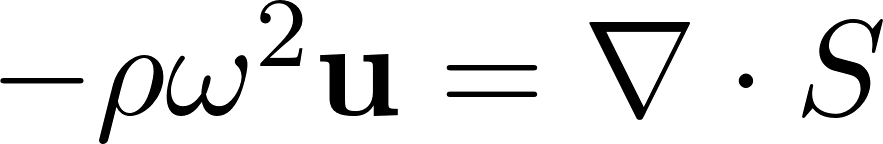 −ρω²𝐮 = ∇ · S